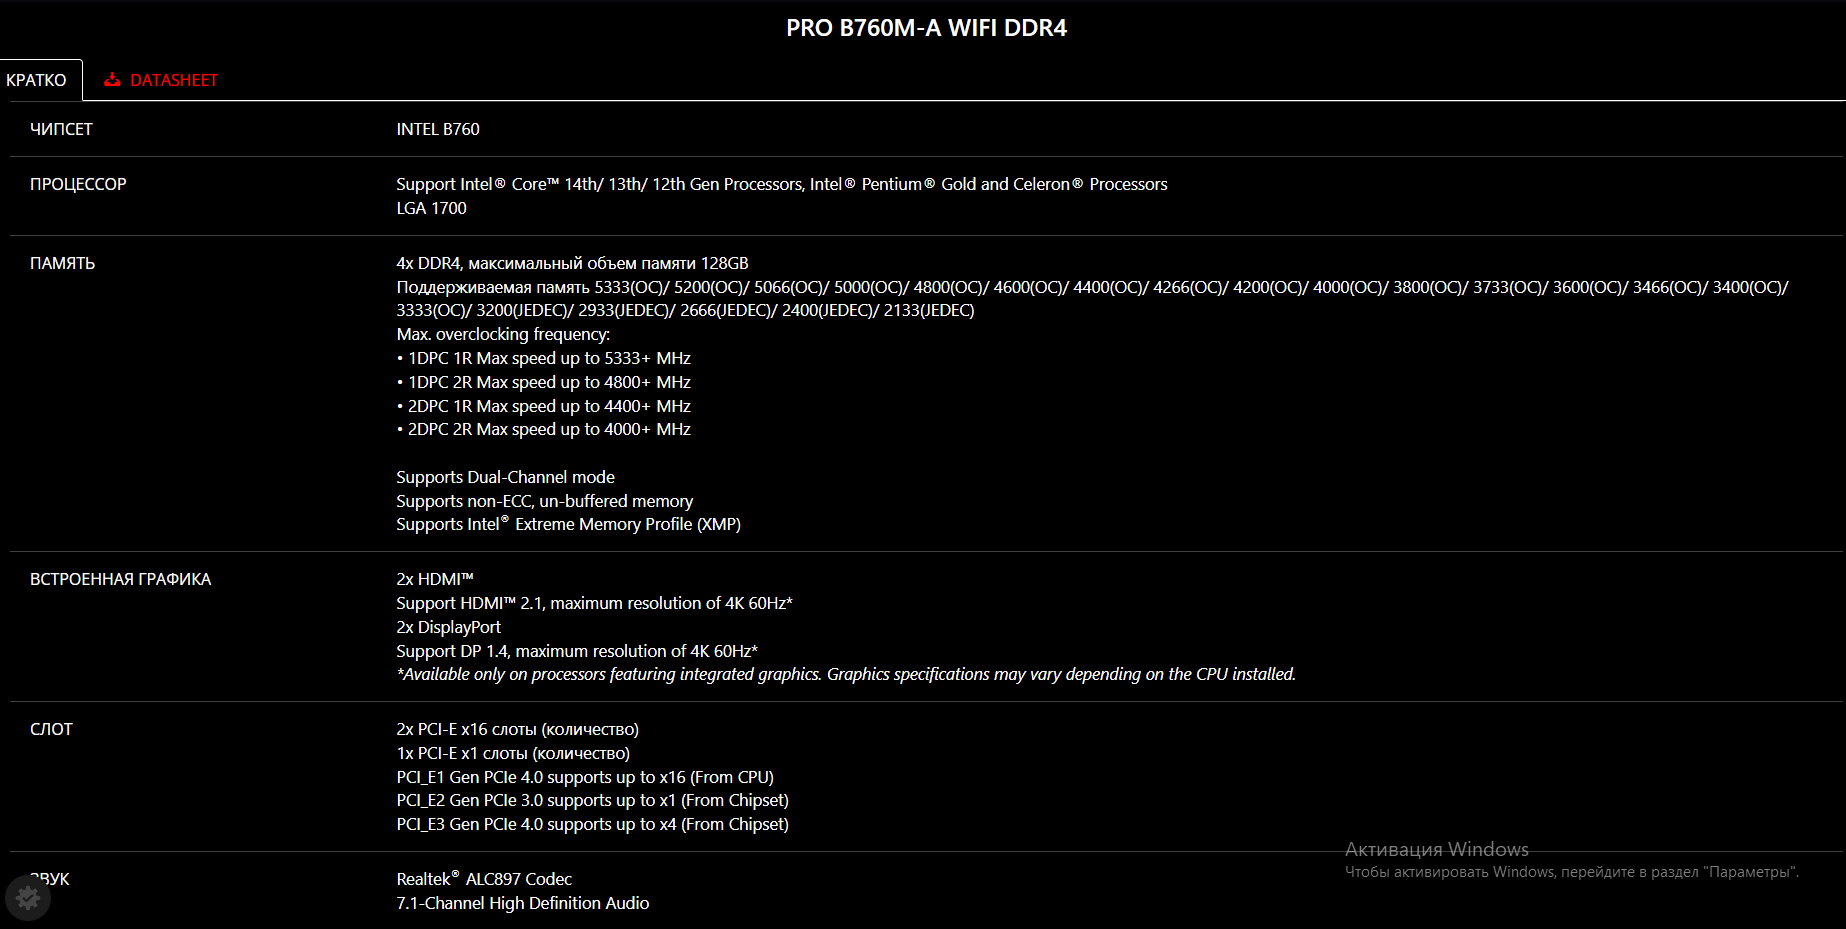 PRO B760M-A WIFI DDR4
КРАТКО
DATASHEET
ЧИПСЕТ
INTEL B760
ПРОЦЕССОР
Support Intel® Core™ 14th/ 13th/ 12th Gen Processors, Intel® Pentium® Gold and Celeron® Processors
LGA 1700
ПАМЯТЬ
4x DDR4, максимальный объем памяти 128GB
Поддерживаемая память 5333(OC)/ 5200(OC)/ 5066(OC)/ 5000(OC)/ 4800(OC)/ 4600(OC)/ 4400(OC)/ 4266(OC)/ 4200(OC)/ 4000(OC)/ 3800(OC)/ 3733(OC)/ 3600(OC)/ 3466(OC)/ 3400(OC)/
3333(OC)/ 3200(JEDEC)/ 2933(JEDEC)/ 2666(JEDEC)/ 2400(JEDEC)/ 2133(JEDEC)
Max. overclocking frequency:
• 1DPC 1R Max speed up to 5333+ MHz
• 1DPC 2R Max speed up to 4800+ MHz
• 2DPC 1R Max speed up to 4400+ MHz
• 2DPC 2R Max speed up to 4000+ MHz
Supports Dual-Channel mode
Supports non-ECC, un-buffered memory
Supports Intel® Extreme Memory Profile (XMP)
ВСТРОЕННАЯ ГРАФИКА
2x HDMI™
Support HDMI™ 2.1, maximum resolution of 4K 60Hz*
2x DisplayPort
Support DP 1.4, maximum resolution of 4K 60Hz*
*Available only on processors featuring integrated graphics. Graphics specifications may vary depending on the CPU installed.
СЛОТ
2x PCI-E x16 слоты (количество)
1x PCI-E x1 слоты (количество)
PCI_E1 Gen PCIe 4.0 supports up to x16 (From CPU)
PCI_E2 Gen PCIe 3.0 supports up to x1 (From Chipset)
PCI_E3 Gen PCIe 4.0 supports up to x4 (From Chipset)
ЗВУК
Realtek® ALC897 Codec
7.1-Channel High Definition Audio
Активация Windows
Чтобы активировать Windows, перейдите в раздел "Параметры".